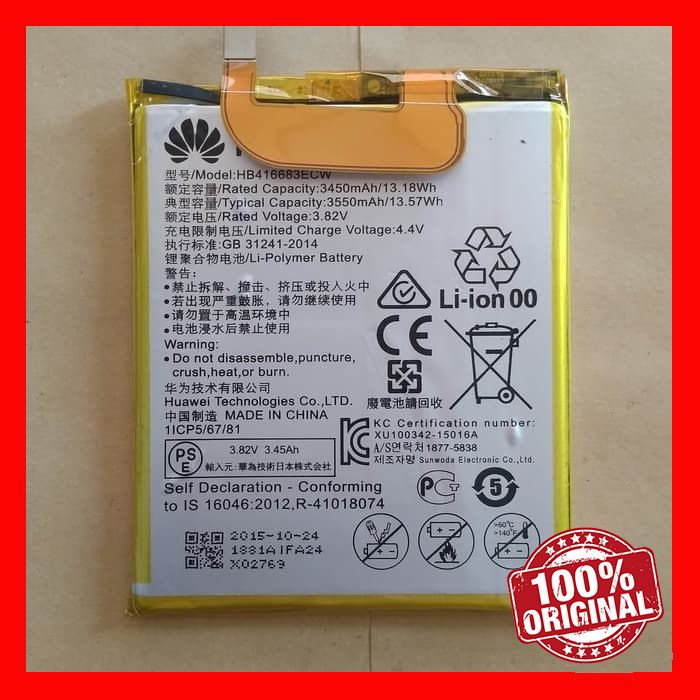 型号/Model:HB416683ECW
额定容量/Rated Capacity:3450mAh/13.18Wh
典型容量/Typical Capacity:3550mAh/13.57Wh
额定电压/Rated Voltage:3.82V
充电限制电压/Limited Charge Voltage:4.4V
执行标准:GB 31241-2014
锂聚合物电池/Li-Polymer Battery
警告:
•禁止拆解、撞击、挤压或投入火中
•若出现严重鼓胀，请勿继续使用
•请勿置于高温环境中
•电池浸水后禁止使用
Warning:
•Do not disassemble,puncture,
crush,heat,or burn.
华为技术有限公司
Huawei Technologies Co.,LTD.
中国制造 MADE IN CHINA
1ICP5/67/81
Li-ion 00
CE
廢電池請回收
KC Certification number:
XU100342-15016A
A/S연락처1877-5838
제조자명 Sunwoda Electronic Co.,Ltd.
PS
E
3.82V 3.45Ah
輸入元: 華為技術日本株式会社
Self Declaration - Conforming
to IS 16046:2012,R-41018074
5
2015-10-24
1881AIFA24
X02769
>60°C
>140°F
100%
ORIGINAL